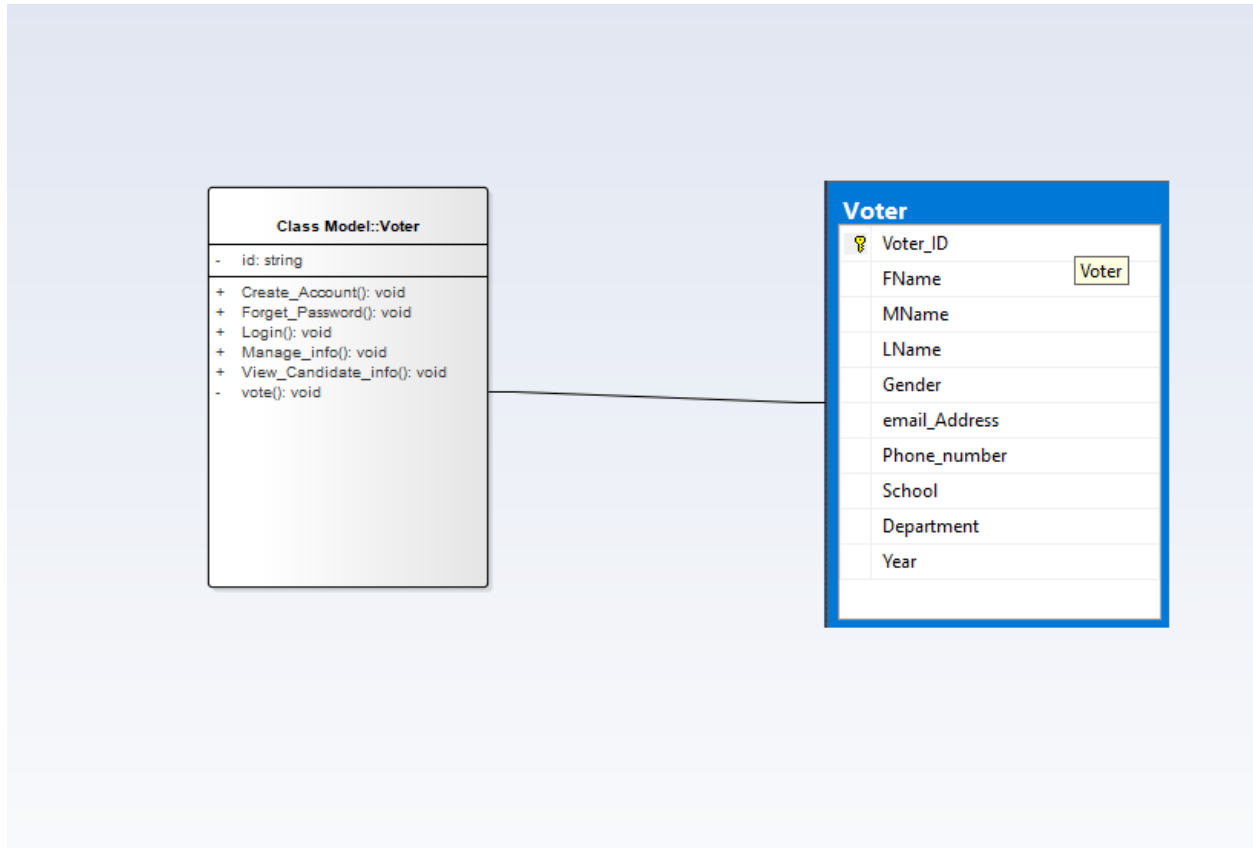 Class Model::Voter
- id: string
+ Create_Account(): void
+ Forget_Password(): void
+ Login(): void
+ Manage_info(): void
+ View_Candidate_info(): void
- vote(): void
Voter
Voter_ID
Voter
FName
MName
LName
Gender
email_Address
Phone_number
School
Department
Year